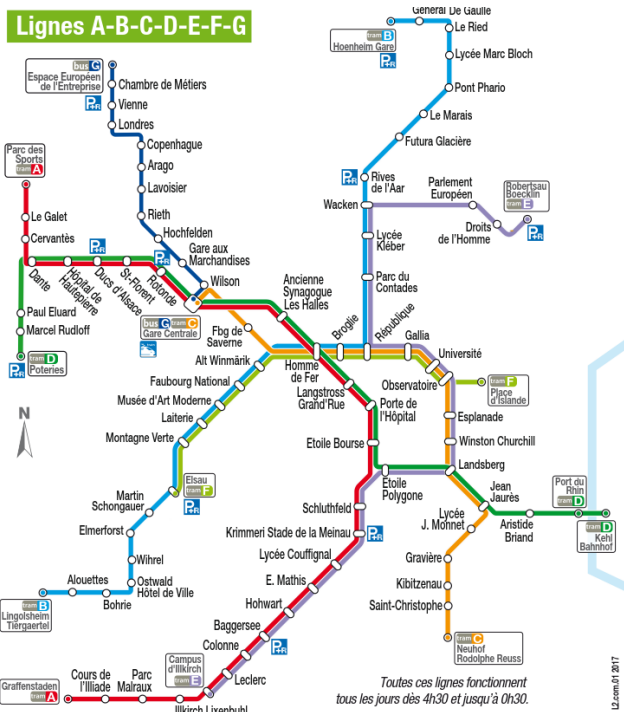 Lignes A-B-C-D-E-F-G
Général De Gaulle
Le Ried
tram B
Hoenheim Gare
Lycée Marc Bloch
P+R
Pont Phario
Le Marais
Futura Glacière
bus G
Espace Européen
de l'Entreprise
P+R
Chambre de Métiers
Vienne
Londres
Copenhague
Arago
Lavoisier
Rieth
Hochfelden
Gare aux
Marchandises
Wilson
Parc des
Sports
tram A
Le Galet
Cervantès
P+R
P+R
Dante
Hôpital de
Hautepierre
Ducs d'Alsace
St-Florent
Rotonde
bus G tram C
Gare Centrale
Paul Eluard
Marcel Rudloff
P+R
tram D
Poteries
P+R
Rives
de l'Aar
Wacken
Parlement
Européen
Robertsau
Boecklin
tram E
P+R
Droits
de l'Homme
Lycée
Kléber
Parc du
Contades
Ancienne
Synagogue
Les Halles
Broglie
République
Gallia
Université
Fbg de
Saverne
Alt Winmärik
Faubourg National
Musée d'Art Moderne
Laiterie
Montagne Verte
Homme
de Fer
Langstross
Grand'Rue
Observatoire
tram F
Place
d'Islande
Porte de
l'Hôpital
Esplanade
Etoile Bourse
Winston Churchill
Landsberg
Etoile
Polygone
N
Elsau
tram F
P+R
Martin
Schongauer
Elmerforst
Wihrel
Ostwald
Hôtel de Ville
Alouettes
Bohrie
tram B
Lingolsheim
Tiergaertel
Schluthfeld
Krimmeri Stade de la Meinau
P+R
Lycée Couffignal
E. Mathis
Hohwart
Baggersee
P+R
Colonne
Leclerc
Campus
d'Illkirch
tram E
Illkirch Lixenbuhl
Parc
Malraux
Cours de
l'Illiade
Graffenstaden
tram A
Jean
Jaurès
Port du
Rhin
tram D
tram D
Kehl
Bahnhof
Aristide
Briand
Lycée
J. Monnet
Gravière
Kibitzenau
Saint-Christophe
tram C
Neuhof
Rodolphe Reuss
Toutes ces lignes fonctionnent
tous les jours dès 4h30 et jusqu'à 0h30.
L2.com.01 2017